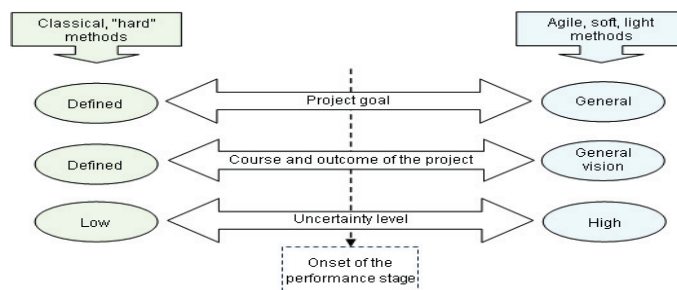 Classical, "hard"
methods
Agile, soft, light
methods
Defined
Project goal
General
Defined
Course and outcome of the project
General
vision
Low
Uncertainty level
High
Onset of the
performance stage